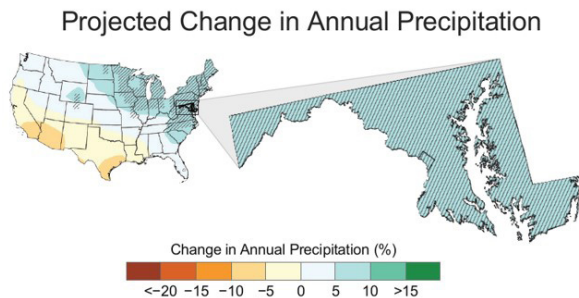 Projected Change in Annual Precipitation
Change in Annual Precipitation (%)
<−20 −15 −10 −5 0 5 10 >15